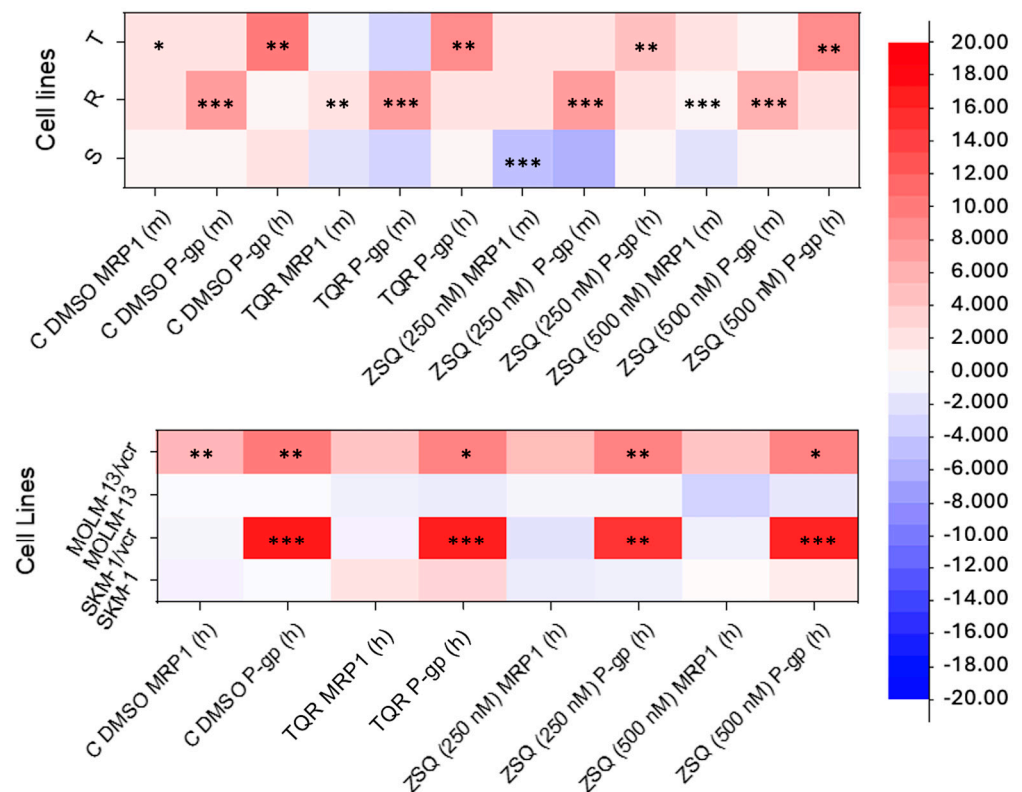 Cell lines
T * ** ** ** **
R *** ** *** *** *** ***
S ***
C DMSO MRP1 (m)
C DMSO P-gp (m)
C DMSO P-gp (h)
TQR MRP1 (m)
TQR P-gp (m)
TQR P-gp (h)
ZSQ (250 nM) MRP1 (m)
ZSQ (250 nM) P-gp (m)
ZSQ (250 nM) P-gp (h)
ZSQ (500 nM) MRP1 (m)
ZSQ (500 nM) P-gp (m)
ZSQ (500 nM) P-gp (h)
Cell Lines
MOLM-13/vcr ** ** * ** *
MOLM-13
SKM-1/vcr *** *** ** ***
SKM-1
C DMSO MRP1 (h)
C DMSO P-gp (h)
TQR MRP1 (h)
TQR P-gp (h)
ZSQ (250 nM) MRP1 (h)
ZSQ (250 nM) P-gp (h)
ZSQ (500 nM) MRP1 (h)
ZSQ (500 nM) P-gp (h)
20.00
18.00
16.00
14.00
12.00
10.00
8.000
6.000
4.000
2.000
0.000
-2.000
-4.000
-6.000
-8.000
-10.00
-12.00
-14.00
-16.00
-18.00
-20.00